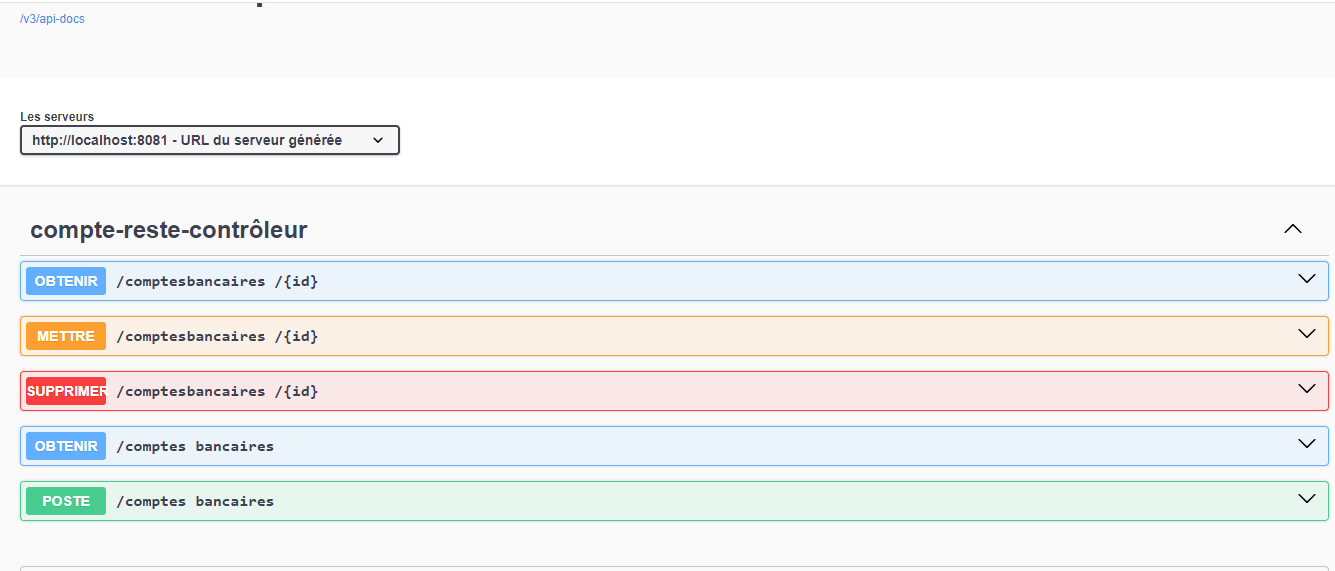 /v3/api-docs
Les serveurs
http://localhost:8081 - URL du serveur générée
compte-reste-contrôleur
OBTENIR /comptesbancaires /{id}
METTRE /comptesbancaires /{id}
SUPPRIMER /comptesbancaires /{id}
OBTENIR /comptes bancaires
POSTE /comptes bancaires